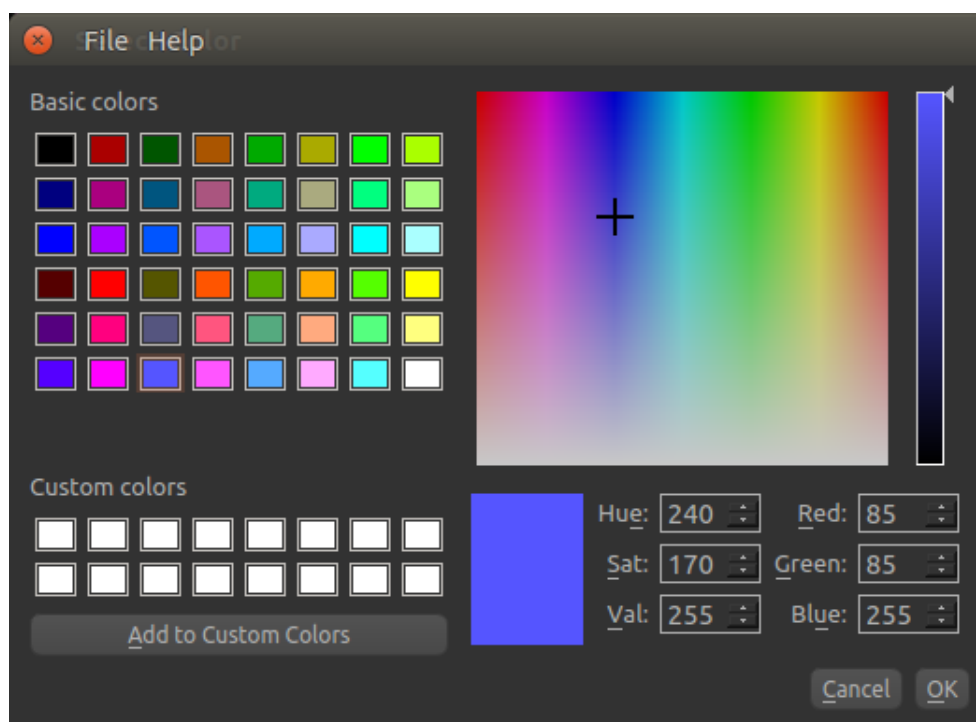 File Help
Basic colors
Custom colors
Add to Custom Colors
Hue: 240 Red: 85
Sat: 170 Green: 85
Val: 255 Blue: 255
Cancel OK